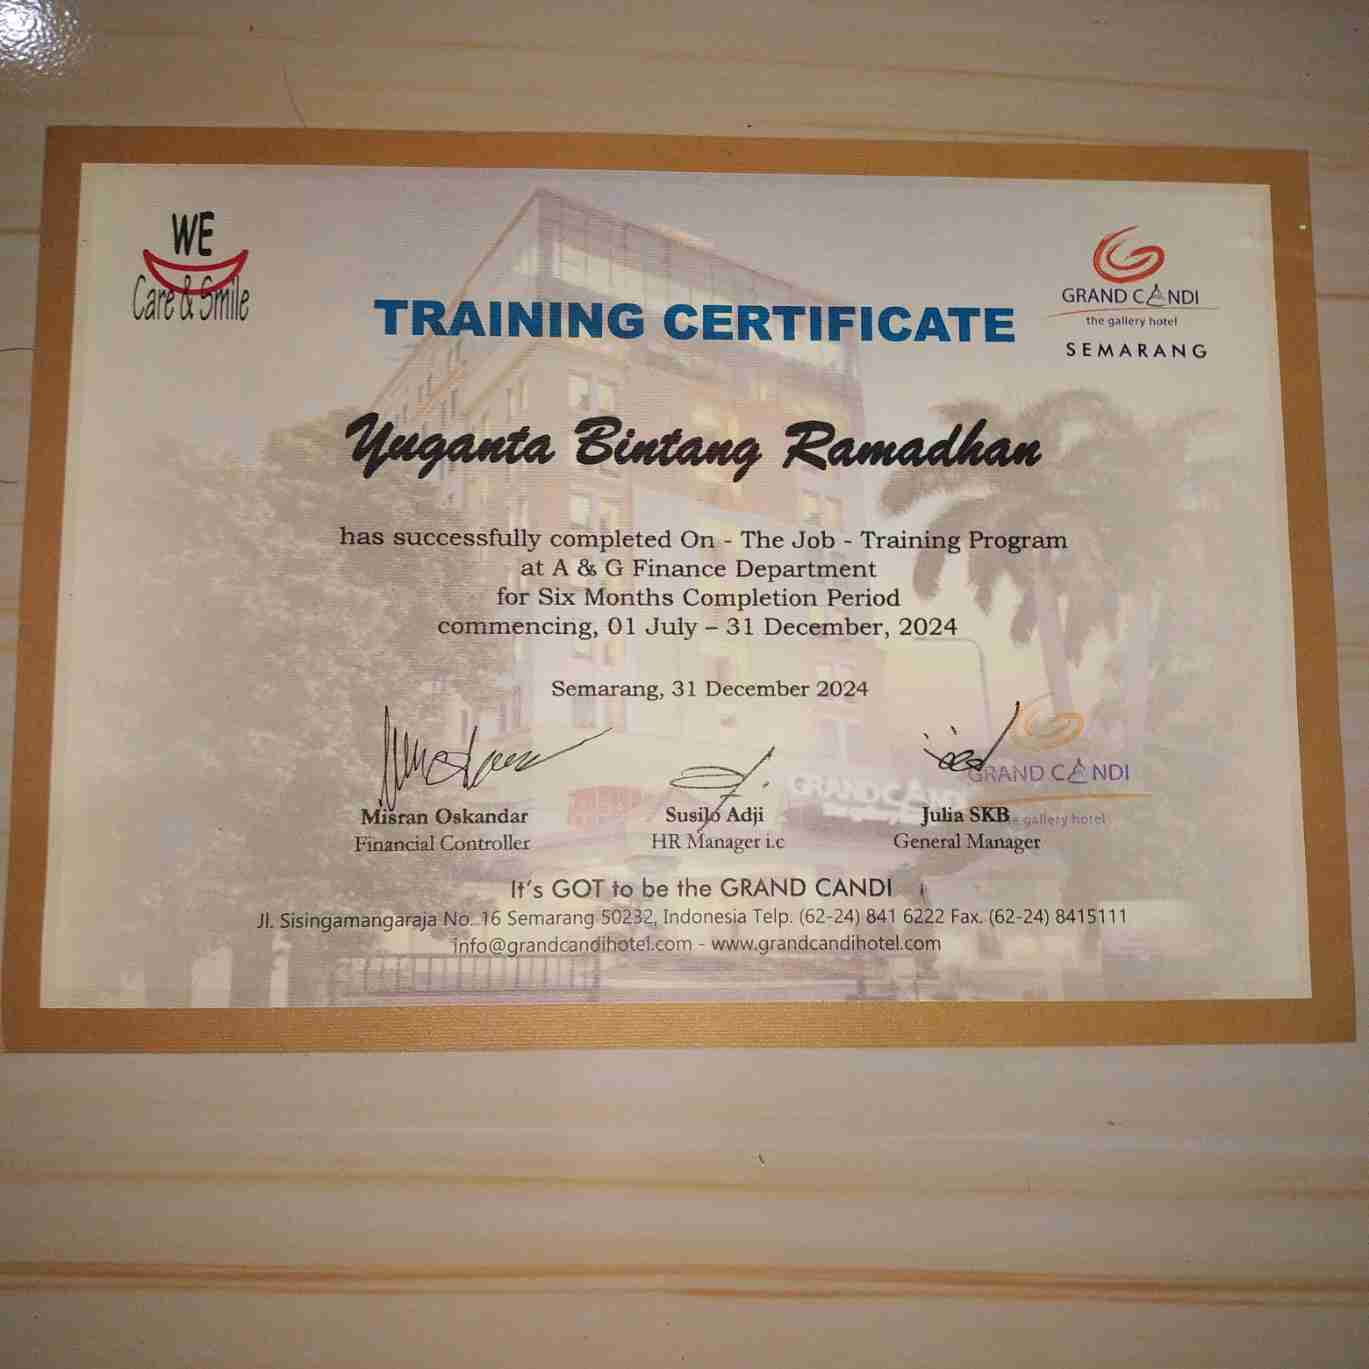 WE
Care & Smile
GRAND CANDI
the gallery hotel
SEMARANG
TRAINING CERTIFICATE
Yuganta Bintang Ramadhan
has successfully completed On - The Job - Training Program
at A & G Finance Department
for Six Months Completion Period
commencing, 01 July – 31 December, 2024
Semarang, 31 December 2024
GRAND CANDI
GRAND CANDI
Misran Oskandar
Susilo Adji
Julia SKB
gallery hotel
Financial Controller
HR Manager i.c
General Manager
It's GOT to be the GRAND CANDI
Jl. Sisingamangaraja No. 16 Semarang 50232, Indonesia Telp. (62-24) 841 6222 Fax. (62-24) 8415111
info@grandcandihotel.com - www.grandcandihotel.com